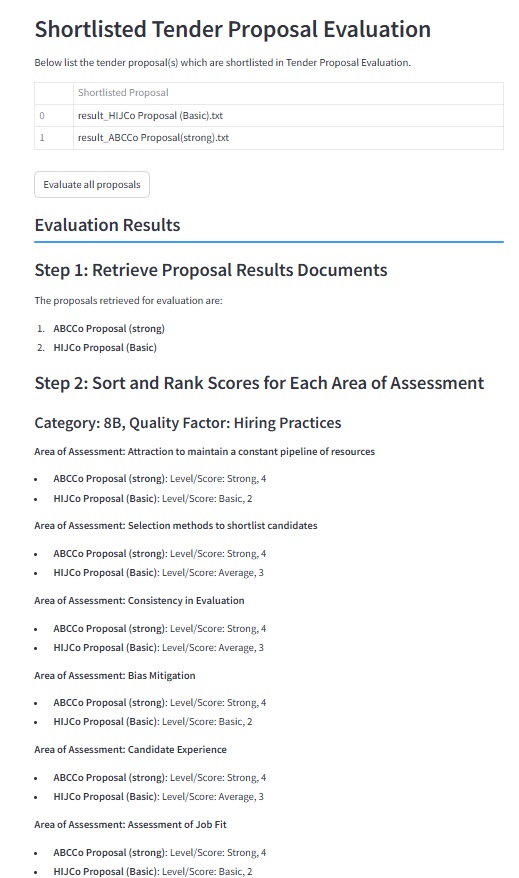 Shortlisted Tender Proposal Evaluation
Below list the tender proposal(s) which are shortlisted in Tender Proposal Evaluation.
Shortlisted Proposal
0 result_HIJCo Proposal (Basic).txt
1 result_ABCCo Proposal(strong).txt
Evaluate all proposals
Evaluation Results
Step 1: Retrieve Proposal Results Documents
The proposals retrieved for evaluation are:
1. ABCCo Proposal (strong)
2. HIJCo Proposal (Basic)
Step 2: Sort and Rank Scores for Each Area of Assessment
Category: 8B, Quality Factor: Hiring Practices
Area of Assessment: Attraction to maintain a constant pipeline of resources
• ABCCo Proposal (strong): Level/Score: Strong, 4
• HIJCo Proposal (Basic): Level/Score: Basic, 2
Area of Assessment: Selection methods to shortlist candidates
• ABCCo Proposal (strong): Level/Score: Strong, 4
• HIJCo Proposal (Basic): Level/Score: Average, 3
Area of Assessment: Consistency in Evaluation
• ABCCo Proposal (strong): Level/Score: Strong, 4
• HIJCo Proposal (Basic): Level/Score: Average, 3
Area of Assessment: Bias Mitigation
• ABCCo Proposal (strong): Level/Score: Strong, 4
• HIJCo Proposal (Basic): Level/Score: Basic, 2
Area of Assessment: Candidate Experience
• ABCCo Proposal (strong): Level/Score: Strong, 4
• HIJCo Proposal (Basic): Level/Score: Average, 3
Area of Assessment: Assessment of Job Fit
• ABCCo Proposal (strong): Level/Score: Strong, 4
• HIJCo Proposal (Basic): Level/Score: Basic, 2